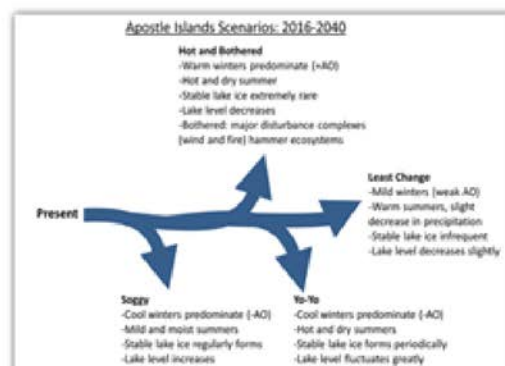 Apostle Islands Scenarios: 2016-2040
Hot and Bothered
-Warm winters predominate (+AO)
-Hot and dry summer
-Stable lake ice extremely rare
-Lake level decreases
-Bothered: major disturbance complexes
(wind and fire) hammer ecosystems
Present
Least Change
-Mild winters (weak AO)
-Warm summers, slight
decrease in precipitation
-Stable lake ice infrequent
-Lake level decreases slightly
Soggy
-Cool winters predominate (-AO)
-Mild and moist summers
-Stable lake ice regularly forms
-Lake level increases
Yo-Yo
-Cool winters predominate (-AO)
-Hot and dry summers
-Stable lake ice forms periodically
-Lake level fluctuates greatly